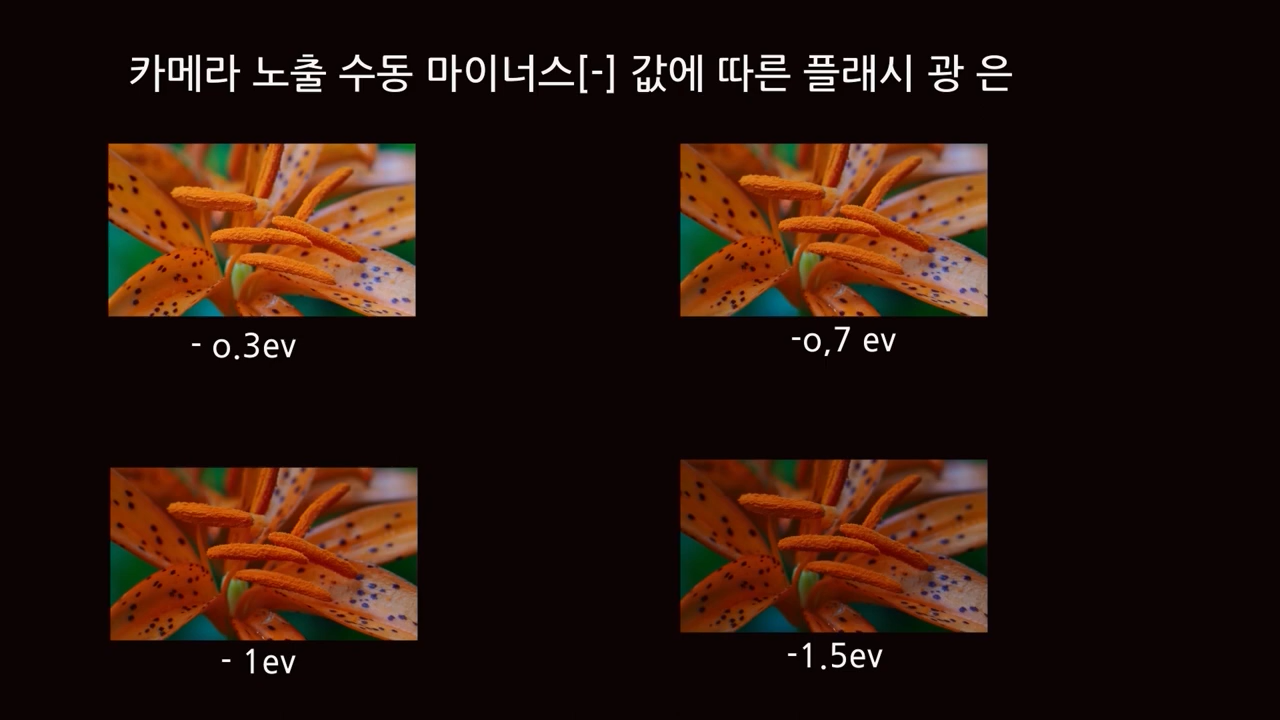 카메라 노출 수동 마이너스[-] 값에 따른 플래시 광 은
- o.3ev
-o,7 ev
- 1ev
-1.5ev